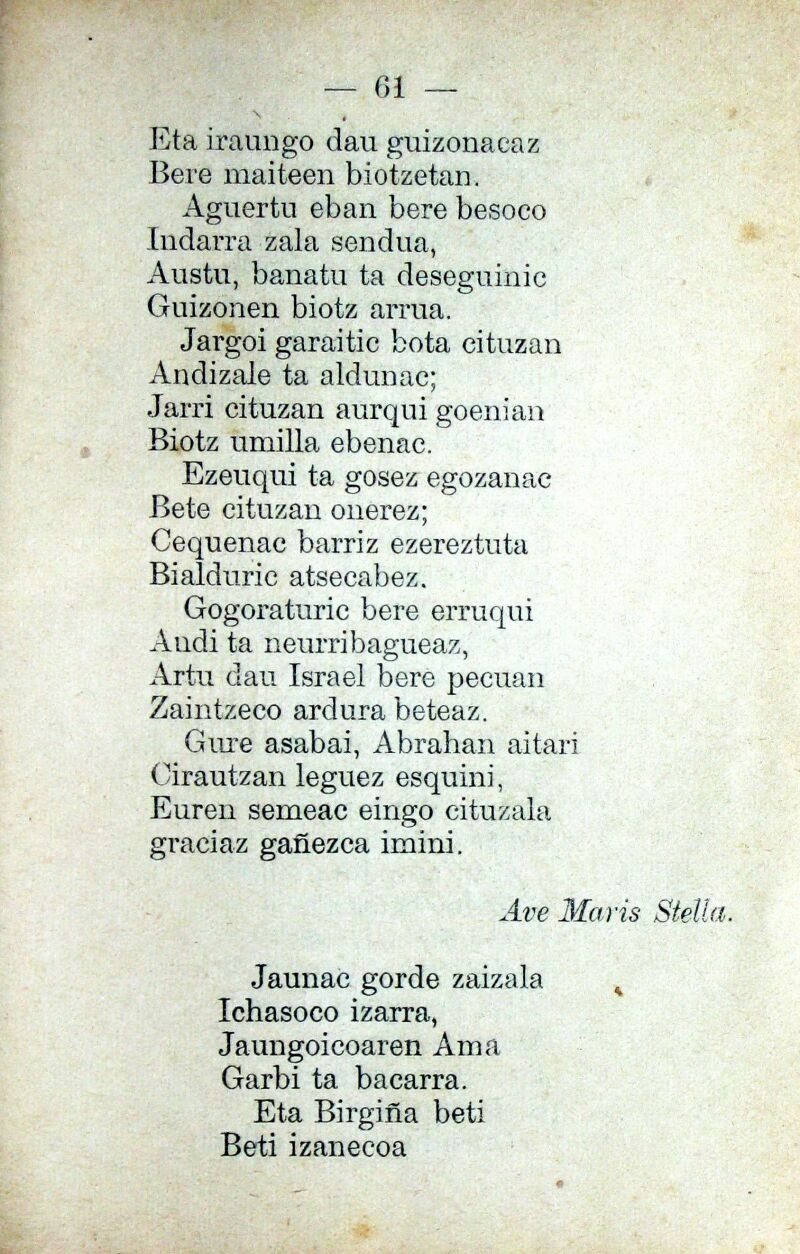 — 61 —
Eta iraungo dau guizonacaz
Bere maiteen biotzetan.
Aguertu eban bere besoco
Indarra zala sendua,
Austu, banatu ta deseguinic
Guizonen biotz arrua.
Jargoi garaitic bota cituzan
Andizale ta aldunac;
Jarri cituzan aurqui goenian
Biotz umilla ebenac.
Ezeuqui ta gosez egozanac
Bete cituzan onerez;
Cequenac barriz ezereztuta
Bialduric atsecabez.
Gogoraturic bere erruqui
Andi ta neurribagueaz,
Artu dau Israel bere pecuan
Zaintzeco ardura beteaz.
Gure asabai, Abrahan aitari
Cirautzan leguez esquini,
Euren semeac eingo cituzala
graciaz gañezca imini.
Ave Maris Stella.
Jaunac gorde zaizala
Ichasoco izarra,
Jaungoicoaren Ama
Garbi ta bacarra.
Eta Birgiña beti
Beti izanecoa